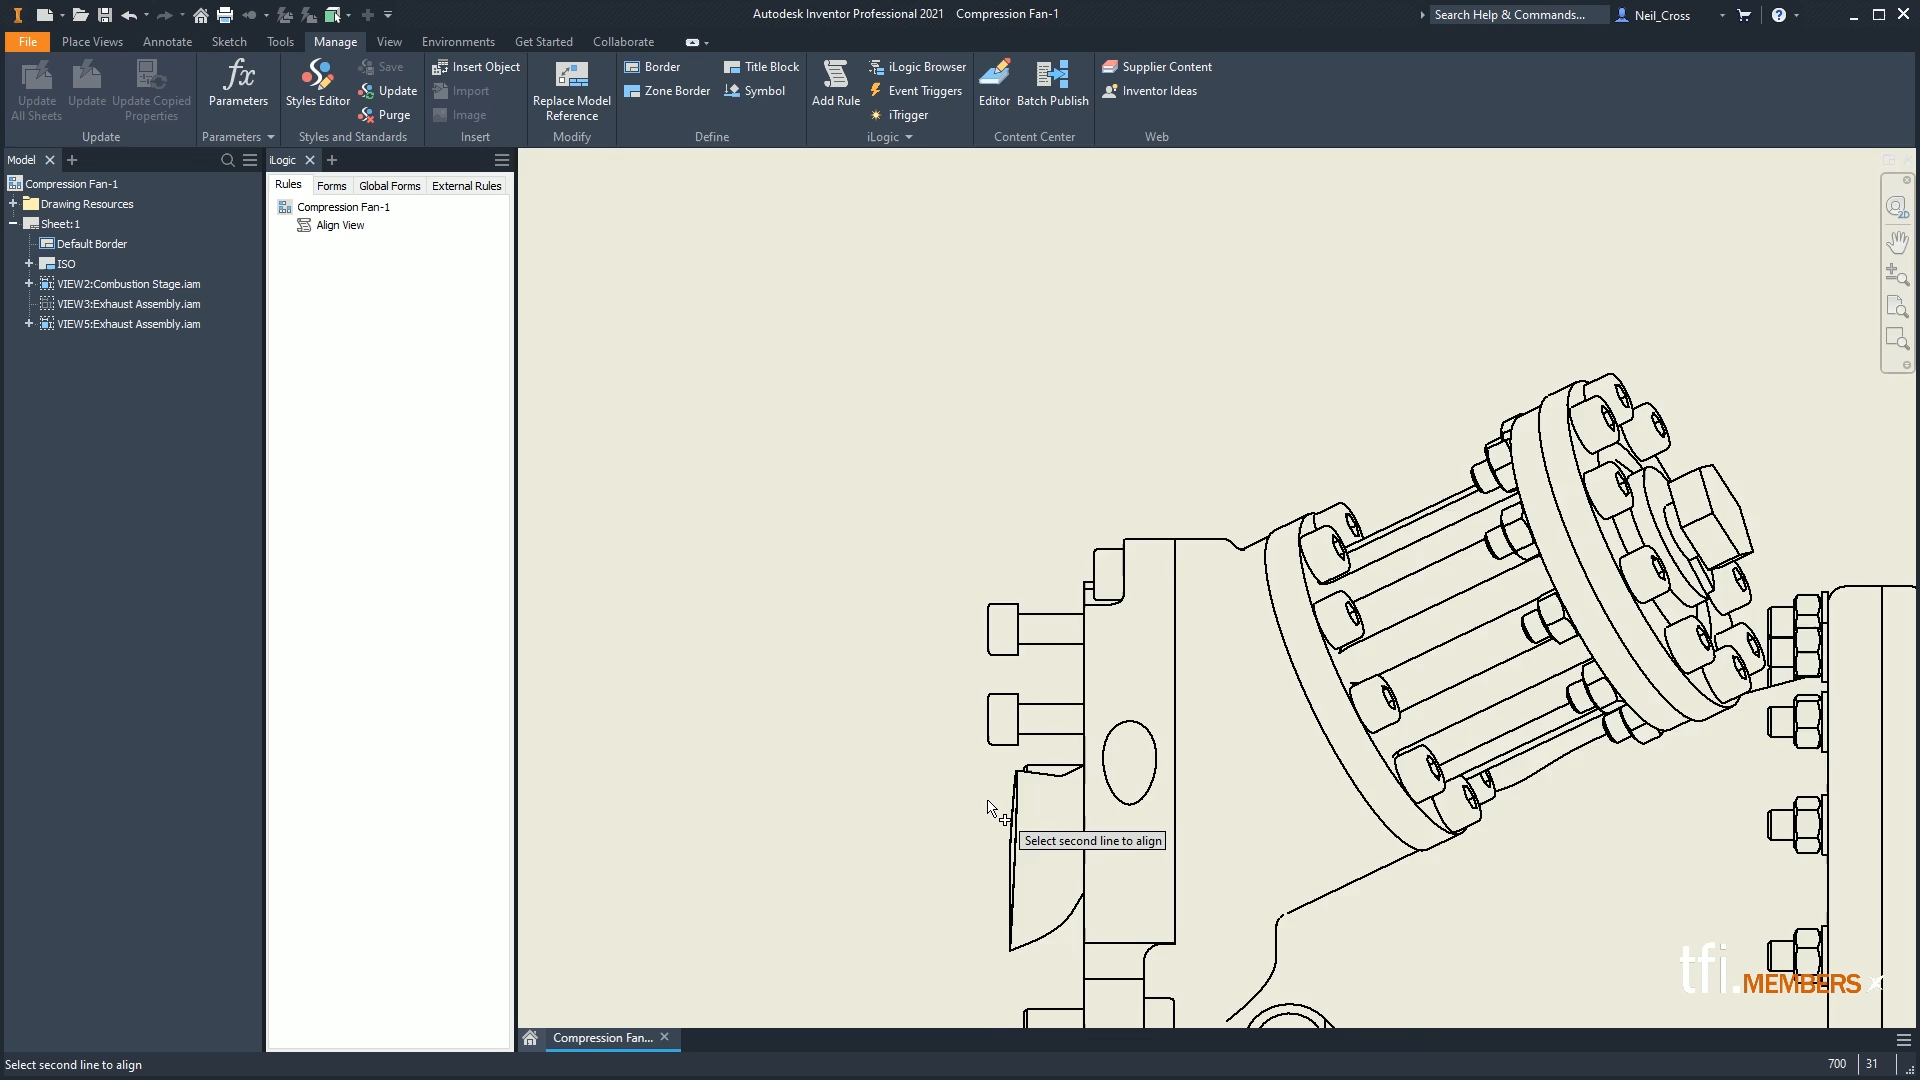 Autodesk Inventor Professional 2021 Compression Fan-1
Search Help & Commands...
Neil_Cross
File
Place Views
Annotate
Sketch
Tools
Manage
View
Environments
Get Started
Collaborate
Update
All Sheets
Update
Update Copied
Properties
Update
fx
Parameters
Parameters
Styles Editor
Save
Update
Purge
Styles and Standards
Insert Object
Import
Image
Insert
Replace Model
Reference
Modify
Border
Zone Border
Title Block
Symbol
Define
Add Rule
iLogic Browser
Event Triggers
iTrigger
iLogic
Editor
Batch Publish
Content Center
Supplier Content
Inventor Ideas
Web
Model
iLogic
Compression Fan-1
Drawing Resources
Sheet:1
Default Border
ISO
VIEW2:Combustion Stage.iam
VIEW3:Exhaust Assembly.iam
VIEW5:Exhaust Assembly.iam
Rules
Forms
Global Forms
External Rules
Compression Fan-1
Align View
2D
Select second line to align
tfi.MEMBERS
Compression Fan...
Select second line to align
700
31